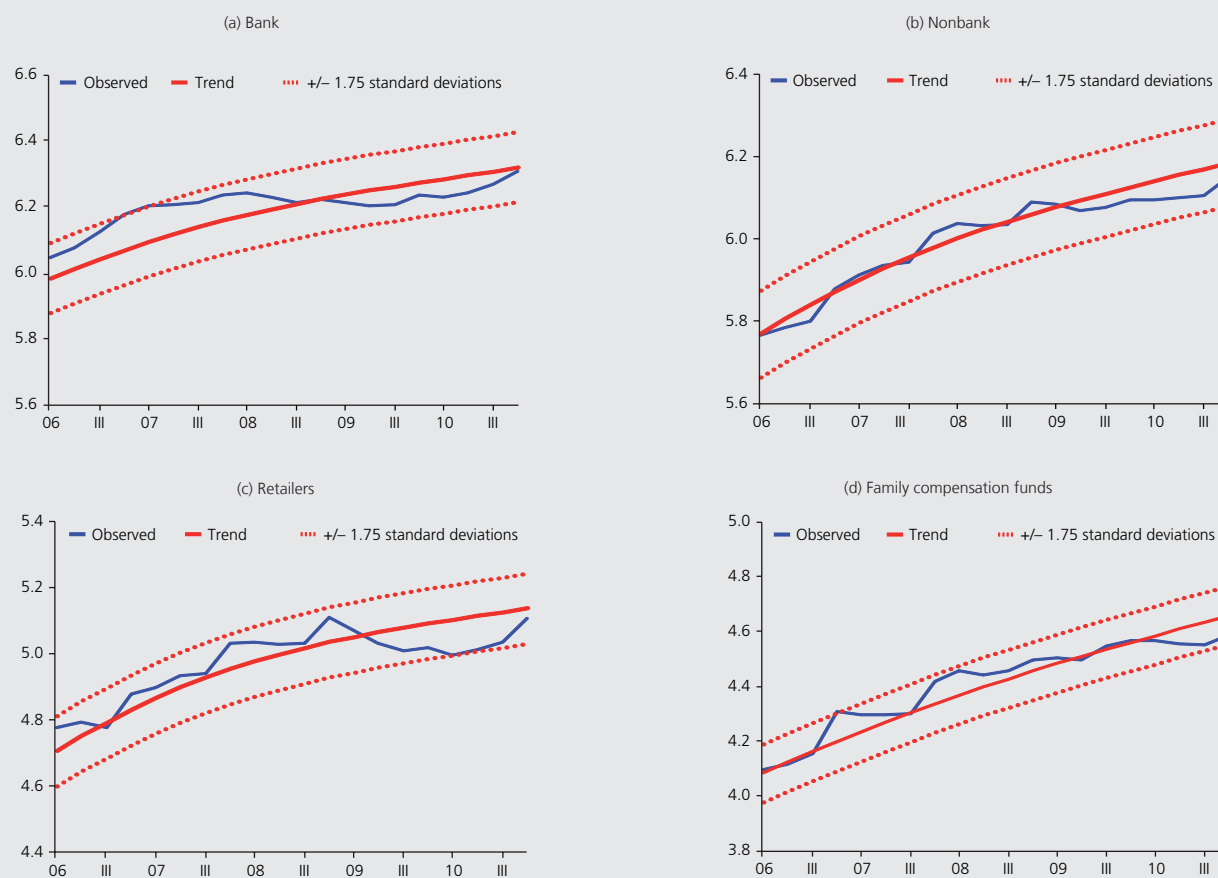 (a) Bank
6.6
Observed Trend +/– 1.75 standard deviations
6.4
6.2
6.0
5.8
5.6
06 III 07 III 08 III 09 III 10 III
(b) Nonbank
6.4
Observed Trend +/– 1.75 standard deviations
6.2
6.0
5.8
5.6
06 III 07 III 08 III 09 III 10 III
(c) Retailers
5.4
Observed Trend +/– 1.75 standard deviations
5.2
5.0
4.8
4.6
4.4
06 III 07 III 08 III 09 III 10 III
(d) Family compensation funds
5.0
Observed Trend +/– 1.75 standard deviations
4.8
4.6
4.4
4.2
4.0
3.8
06 III 07 III 08 III 09 III 10 III